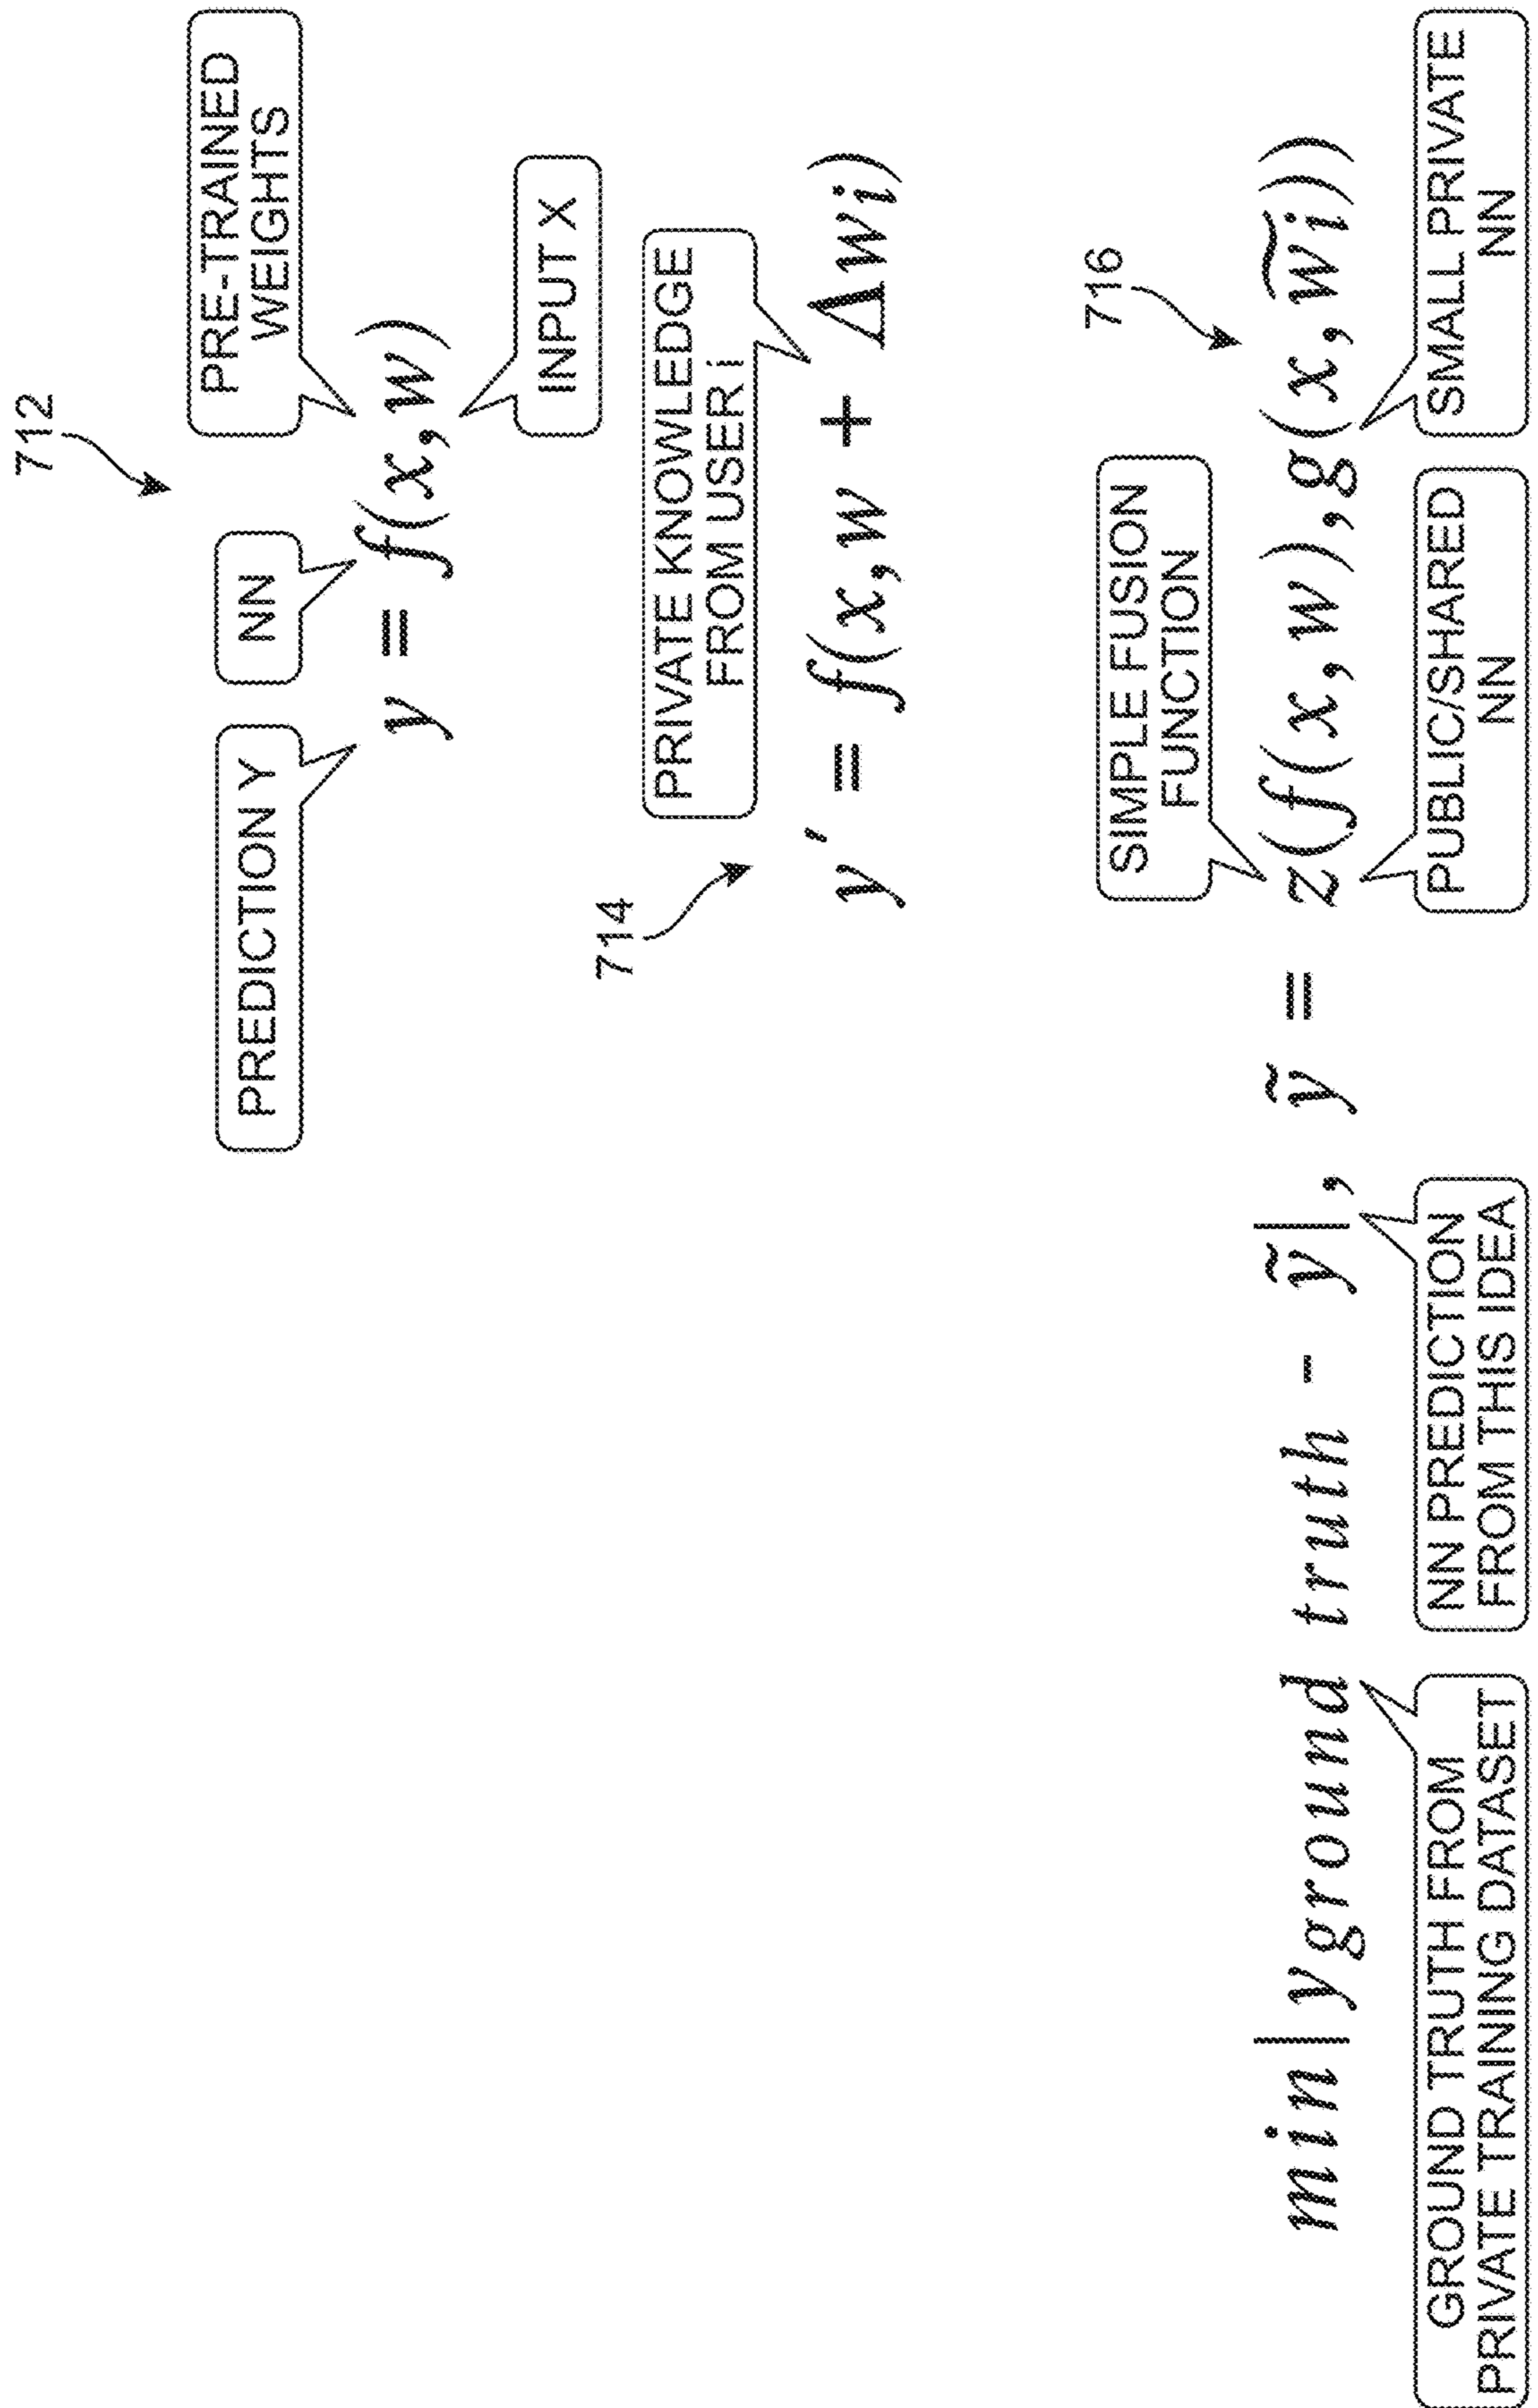 712
PREDICTION Y
NN
PRE-TRAINED
WEIGHTS
y = f(x,w)
INPUT X
714
PRIVATE KNOWLEDGE
FROM USER i
y′ = f(x,w + Δwi)
716
SIMPLE FUSION
FUNCTION
min|yground truth - ỹ|, ỹ = z(f(x,w),g(x,w͠i))
GROUND TRUTH FROM
PRIVATE TRAINING DATASET
NN PREDICTION
FROM THIS IDEA
PUBLIC/SHARED
NN
SMALL PRIVATE
NN